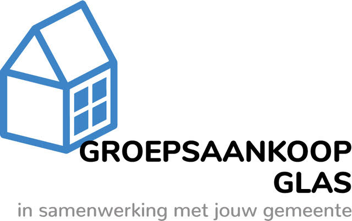 GROEPSAANKOOP
GLAS
in samenwerking met jouw gemeente